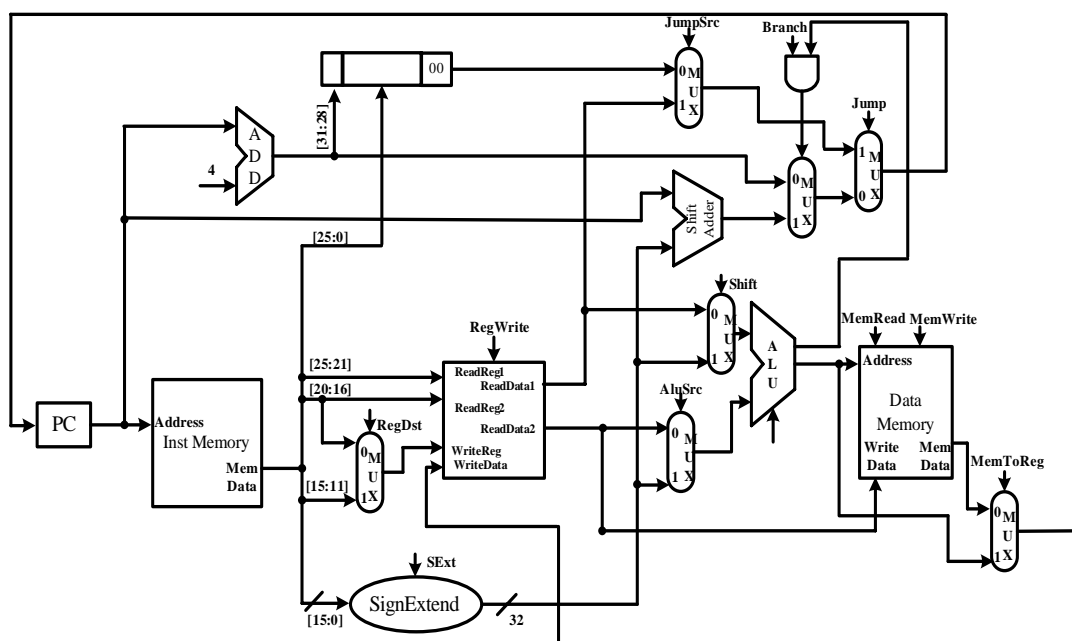 JumpSrc
Branch
00
0 M
U
1 X
Jump
A
D
D
4
[31:28]
1 M
U
0 X
0 M
U
1 X
Shift
Adder
[25:0]
Shift
0 M
U
1 X
A
L
U
MemRead
MemWrite
RegWrite
Address
Data
Memory
Write
Data
Mem
Data
[25:21]
ReadReg1
ReadData1
[20:16]
ReadReg2
ReadData2
AluSrc
0 M
U
1 X
PC
Address
Inst Memory
Mem
Data
RegDst
0 M
U
1 X
WriteReg
WriteData
[15:11]
MemToReg
0 M
U
1 X
SExt
SignExtend
[15:0]
32